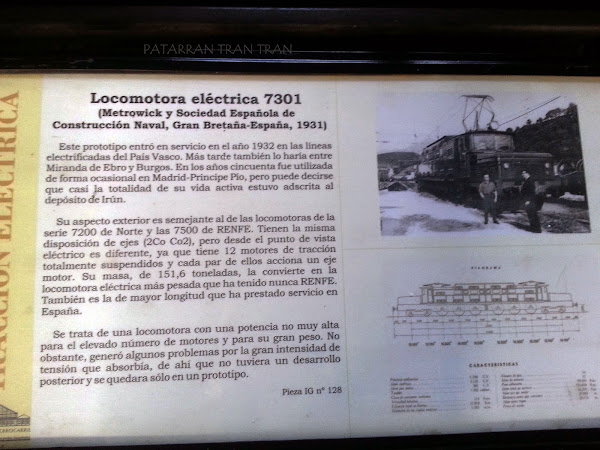 PATARRAN TRAN TRAN
TRACCIÓN ELÉCTRICA
Locomotora eléctrica 7301
(Metrowick y Sociedad Española de
Construcción Naval, Gran Bretaña-España, 1931)
Este prototipo entró en servicio en el año 1932 en las líneas
electrificadas del País Vasco. Más tarde también lo haría entre
Miranda de Ebro y Burgos. En los años cincuenta fue utilizada
de forma ocasional en Madrid-Príncipe Pío, pero puede decirse
que casi la totalidad de su vida activa estuvo adscrita al
depósito de Irún.
Su aspecto exterior es semejante al de las locomotoras de la
serie 7200 de Norte y las 7500 de RENFE. Tienen la misma
disposición de ejes (2Co Co2), pero desde el punto de vista
eléctrico es diferente, ya que tiene 12 motores de tracción
totalmente suspendidos y cada par de ellos acciona un eje
motor. Su masa, de 151,6 toneladas, la convierte en la
locomotora eléctrica más pesada que ha tenido nunca RENFE.
También es la de mayor longitud que ha prestado servicio en
España.
Se trata de una locomotora con una potencia no muy alta
para el elevado número de motores y para su gran peso. No
obstante, generó algunos problemas por la gran intensidad de
tensión que absorbía, de ahí que no tuviera un desarrollo
posterior y se quedara sólo en un prototipo.
Pieza IG nº 128
DIAGRAMA
CARACTERISTICAS